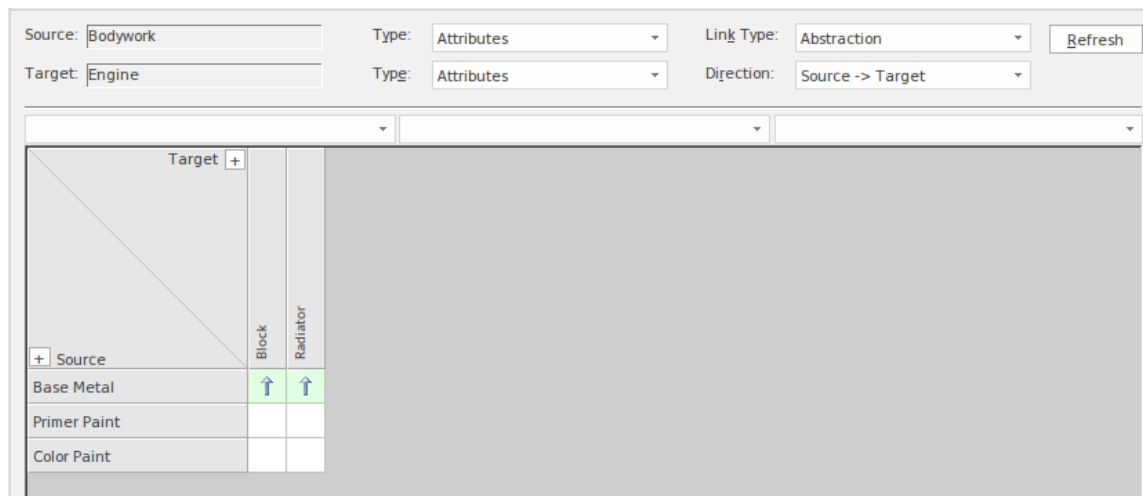 Source: Bodywork Type: Attributes Link Type: Abstraction Refresh
Target: Engine Type: Attributes Direction: Source -> Target
Target +
Block
Radiator
+ Source
Base Metal
Primer Paint
Color Paint